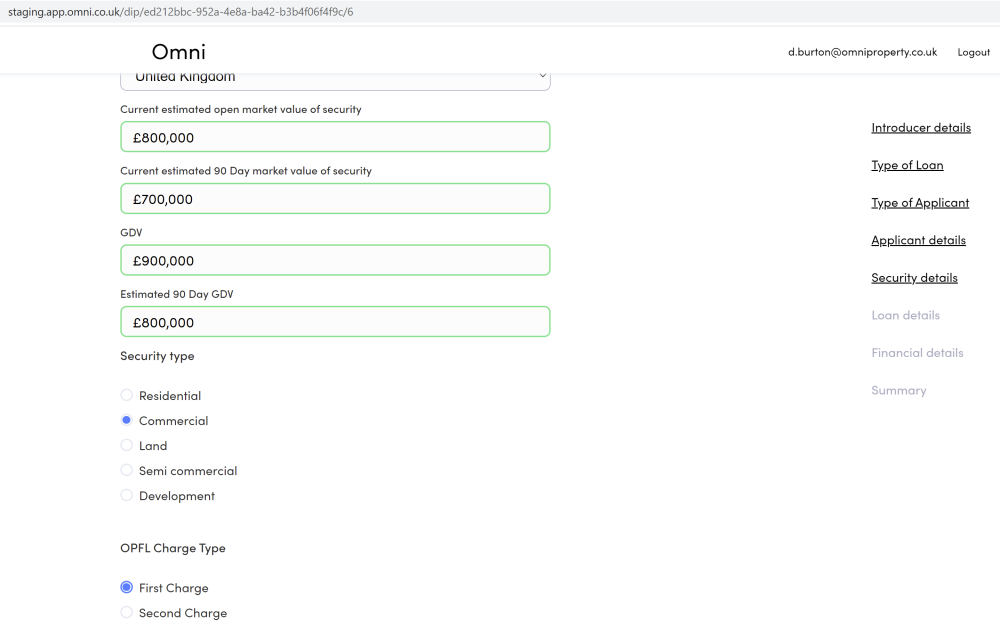 staging.app.omni.co.uk/dip/ed212bbc-952a-4e8a-ba42-b3b4f06f4f9c/6
Omni
d.burton@omniproperty.co.uk Logout
United Kingdom
Current estimated open market value of security
£800,000
Current estimated 90 Day market value of security
£700,000
GDV
£900,000
Estimated 90 Day GDV
£800,000
Security type
Residential
Commercial
Land
Semi commercial
Development
OPFL Charge Type
First Charge
Second Charge
Introducer details
Type of Loan
Type of Applicant
Applicant details
Security details
Loan details
Financial details
Summary